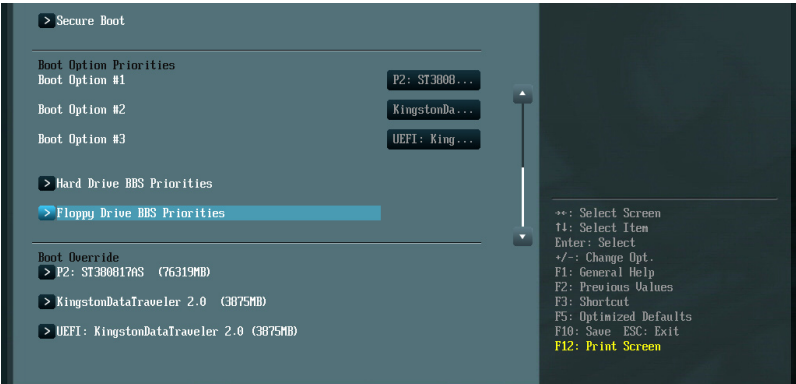 Secure Boot
Boot Option Priorities
Boot Option #1 P2: ST3808...
Boot Option #2 KingstonDa...
Boot Option #3 UEFI: King...
Hard Drive BBS Priorities
Floppy Drive BBS Priorities
Boot Override
P2: ST380817AS (76319MB)
KingstonDataTraveler 2.0 (3875MB)
UEFI: KingstonDataTraveler 2.0 (3875MB)
→←: Select Screen
↑↓: Select Item
Enter: Select
+/-: Change Opt.
F1: General Help
F2: Previous Values
F3: Shortcut
F5: Optimized Defaults
F10: Save ESC: Exit
F12: Print Screen